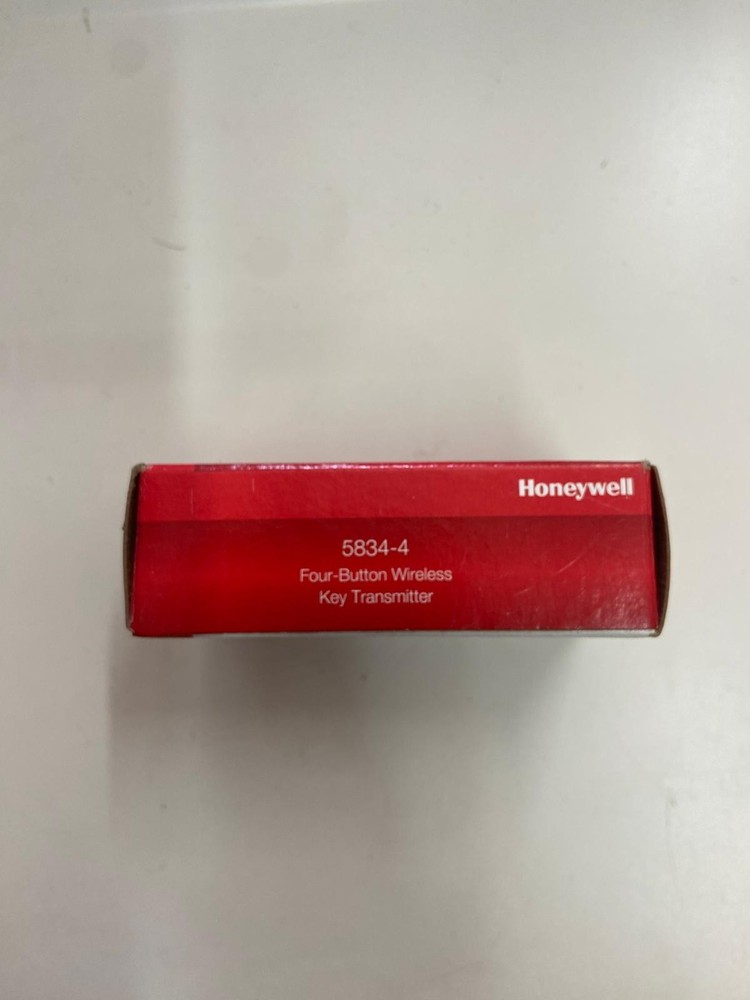 Honeywell
5834-4
Four-Button Wireless
Key Transmitter